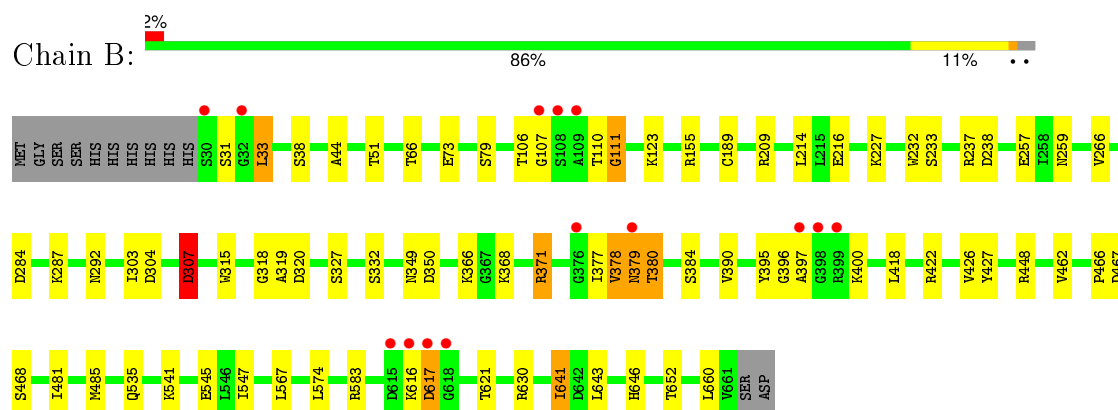 2%
Chain B:
86% 11% • •
MET GLY SER SER HIS HIS HIS HIS HIS HIS S30 S31 G32 L33 S38 A44 T51 T66 E73 S79 T106 G107 S108 A109 T110 G111 K123 R155 C189 R209 L214 L215 E216 K227 W232 S233 R237 D238 E257 I258 N259 V266
D284 K287 N292 I303 D304 D307 W315 G318 A319 D320 S327 S332 N349 D350 K366 G367 K368 R371 G376 I377 V378 N379 T380 S384 V390 Y395 G396 A397 G398 R399 K400 L418 R422 V426 Y427 R448 V462 P466 D467
S468 I481 M485 Q535 K541 E545 L546 I547 L567 L574 R583 D615 K616 D617 G618 T621 R630 I641 D642 L643 H646 T652 L660 V661 SER ASP